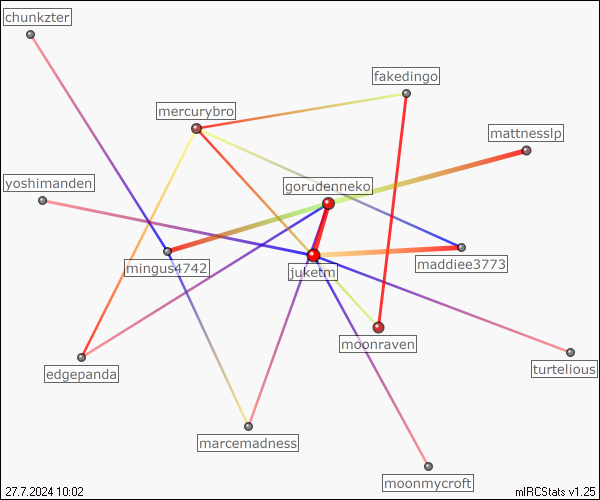 chunkzter
fakedingo
mercurybro
mattnesslp
yoshimanden
gorudenneko
mingus4742
juketm
maddiee3773
moonraven
edgepanda
turtelious
marcemadness
moonmycroft
27.7.2024 10:02
mIRCStats v1.25